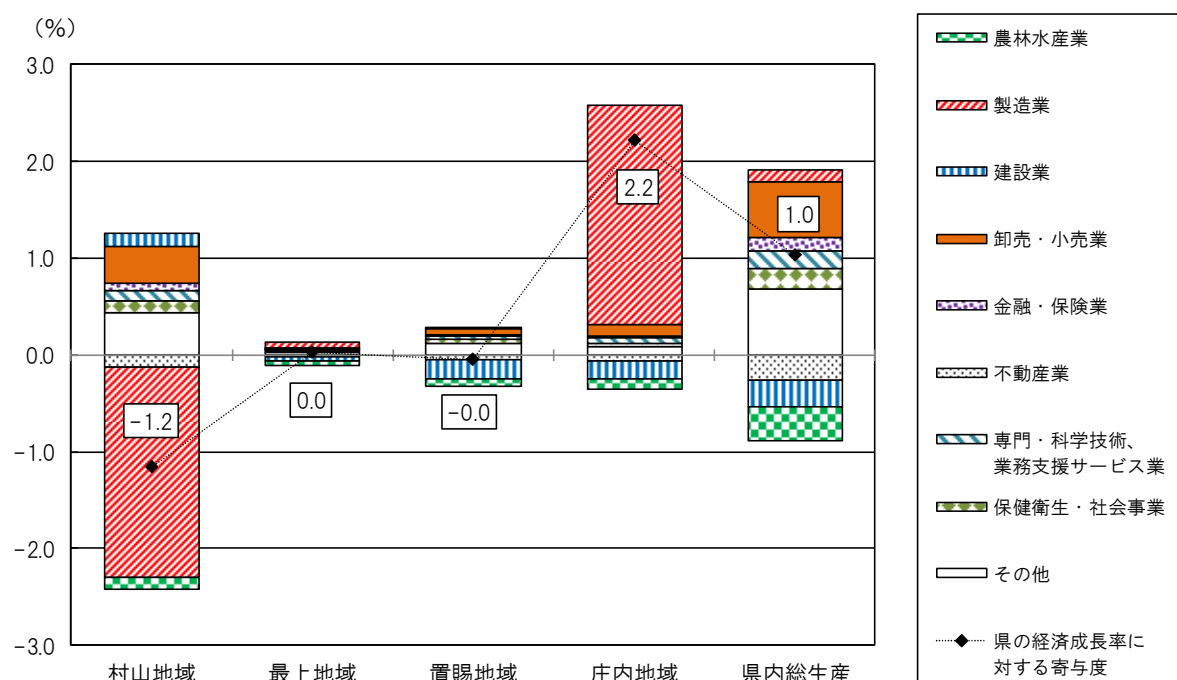 （%）
3.0
2.0
1.0
0.0
-1.0
-2.0
-3.0
-1.2
0.0
-0.0
2.2
1.0
村山地域
最上地域
置賜地域
庄内地域
県内総生産
農林水産業
製造業
建設業
卸売・小売業
金融・保険業
不動産業
専門・科学技術、
業務支援サービス業
保健衛生・社会事業
その他
県の経済成長率に
対する寄与度